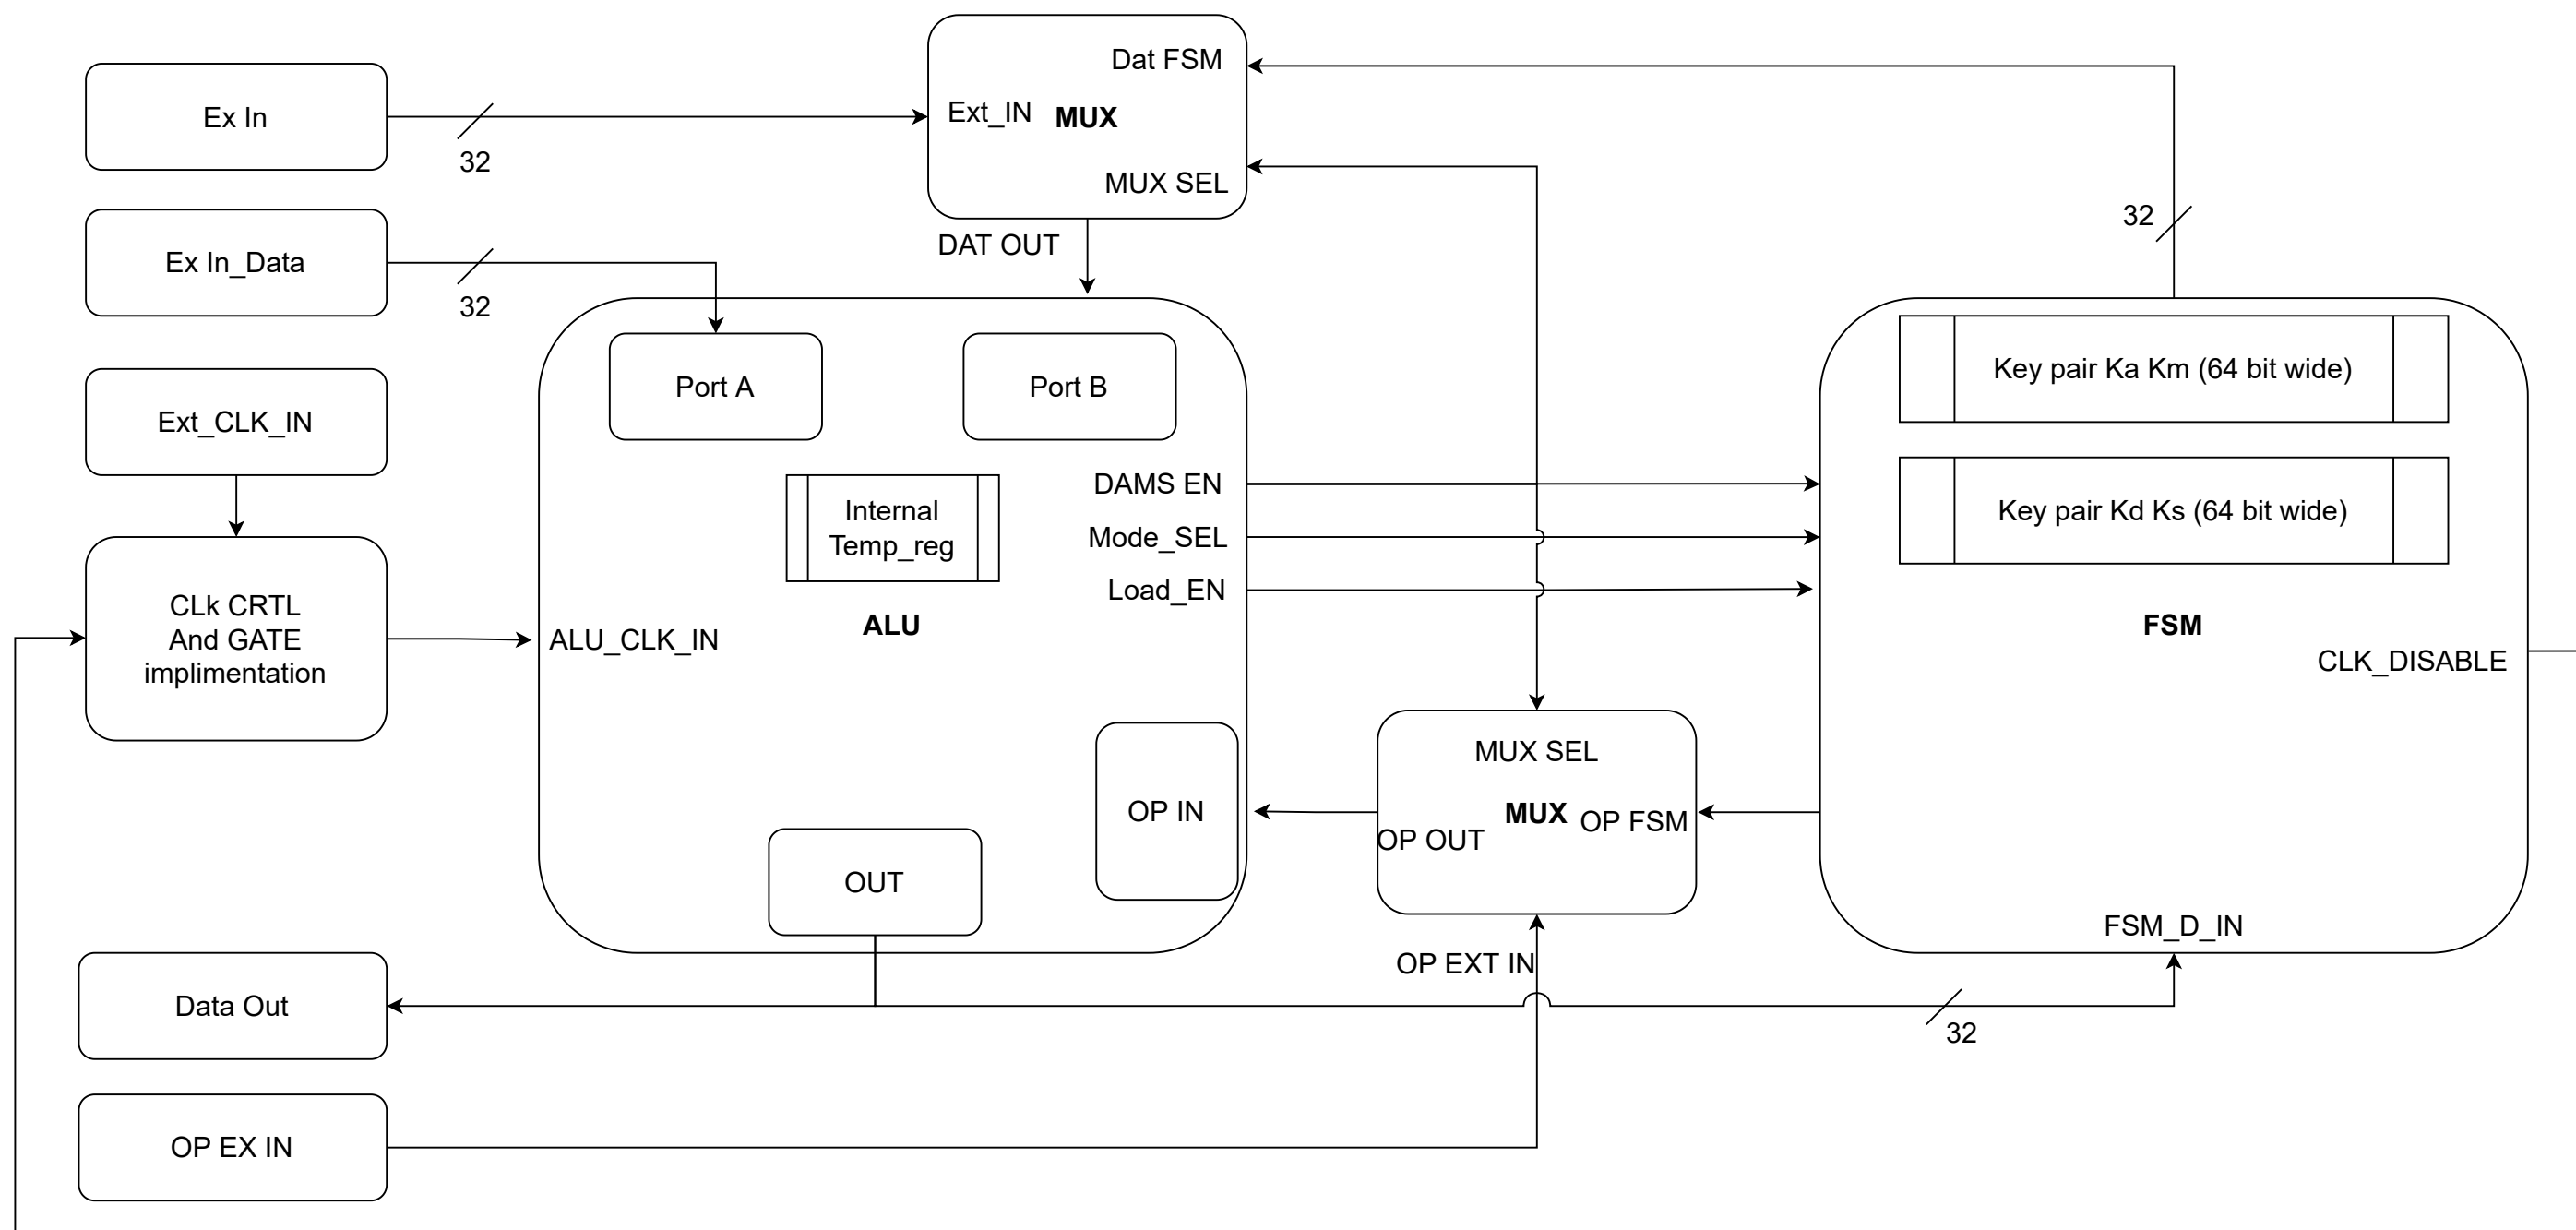 Ex In
32
Ex In_Data
32
Ext_CLK_IN
CLk CRTL
And GATE
implimentation
Data Out
OP EX IN
Dat FSM
Ext_IN
MUX
MUX SEL
DAT OUT
Port A
Port B
Internal
Temp_reg
DAMS EN
Mode_SEL
Load_EN
ALU_CLK_IN
ALU
OP IN
OUT
MUX SEL
MUX
OP FSM
OP OUT
OP EXT IN
32
Key pair Ka Km (64 bit wide)
Key pair Kd Ks (64 bit wide)
FSM
CLK_DISABLE
FSM_D_IN
32